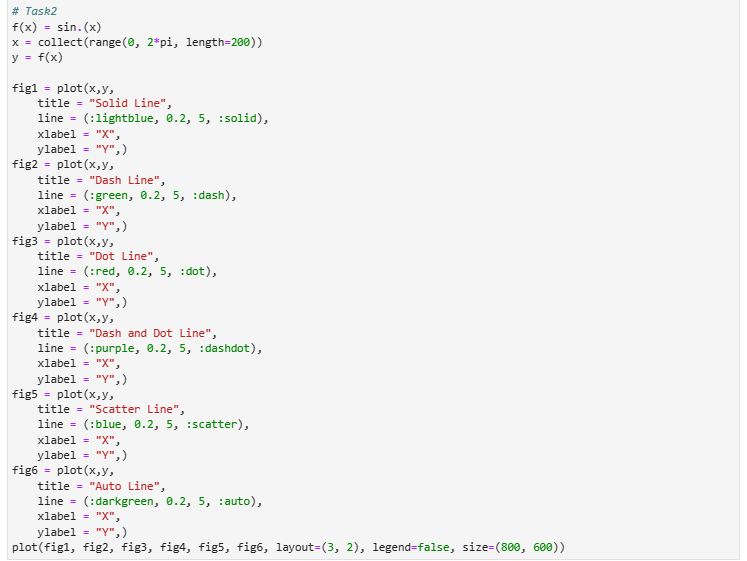 # Task2
f(x) = sin.(x)
x = collect(range(0, 2*pi, length=200))
y = f(x)

fig1 = plot(x,y,
    title = "Solid Line",
    line = (:lightblue, 0.2, 5, :solid),
    xlabel = "X",
    ylabel = "Y",)
fig2 = plot(x,y,
    title = "Dash Line",
    line = (:green, 0.2, 5, :dash),
    xlabel = "X",
    ylabel = "Y",)
fig3 = plot(x,y,
    title = "Dot Line",
    line = (:red, 0.2, 5, :dot),
    xlabel = "X",
    ylabel = "Y",)
fig4 = plot(x,y,
    title = "Dash and Dot Line",
    line = (:purple, 0.2, 5, :dashdot),
    xlabel = "X",
    ylabel = "Y",)
fig5 = plot(x,y,
    title = "Scatter Line",
    line = (:blue, 0.2, 5, :scatter),
    xlabel = "X",
    ylabel = "Y",)
fig6 = plot(x,y,
    title = "Auto Line",
    line = (:darkgreen, 0.2, 5, :auto),
    xlabel = "X",
    ylabel = "Y",)
plot(fig1, fig2, fig3, fig4, fig5, fig6, layout=(3, 2), legend=false, size=(800, 600))